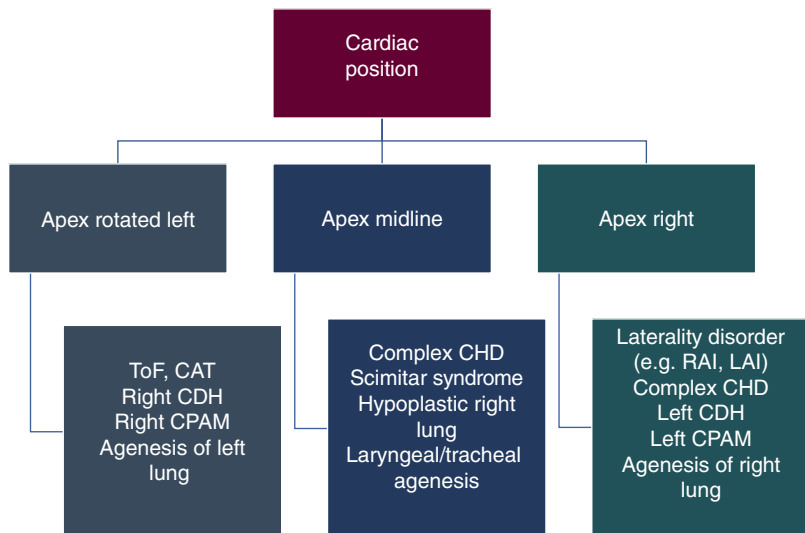 Cardiac
position
Apex rotated left
Apex midline
Apex right
ToF, CAT
Right CDH
Right CPAM
Agenesis of left
lung
Complex CHD
Scimitar syndrome
Hypoplastic right
lung
Laryngeal/tracheal
agenesis
Laterality disorder
(e.g. RAI, LAI)
Complex CHD
Left CDH
Left CPAM
Agenesis of right
lung